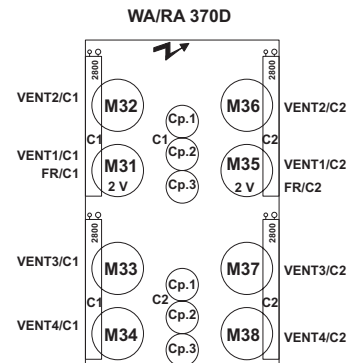 WA/RA 370D
2800
2800
VENT2/C1
M32
Cp.1
M36
VENT2/C2
C1
C1
Cp.2
C2
VENT1/C1
FR/C1
M31
2 V
Cp.3
M35
2 V
VENT1/C2
FR/C2
2800
2800
VENT3/C1
M33
Cp.1
M37
VENT3/C2
C1
C2
Cp.2
C2
VENT4/C1
M34
Cp.3
M38
VENT4/C2